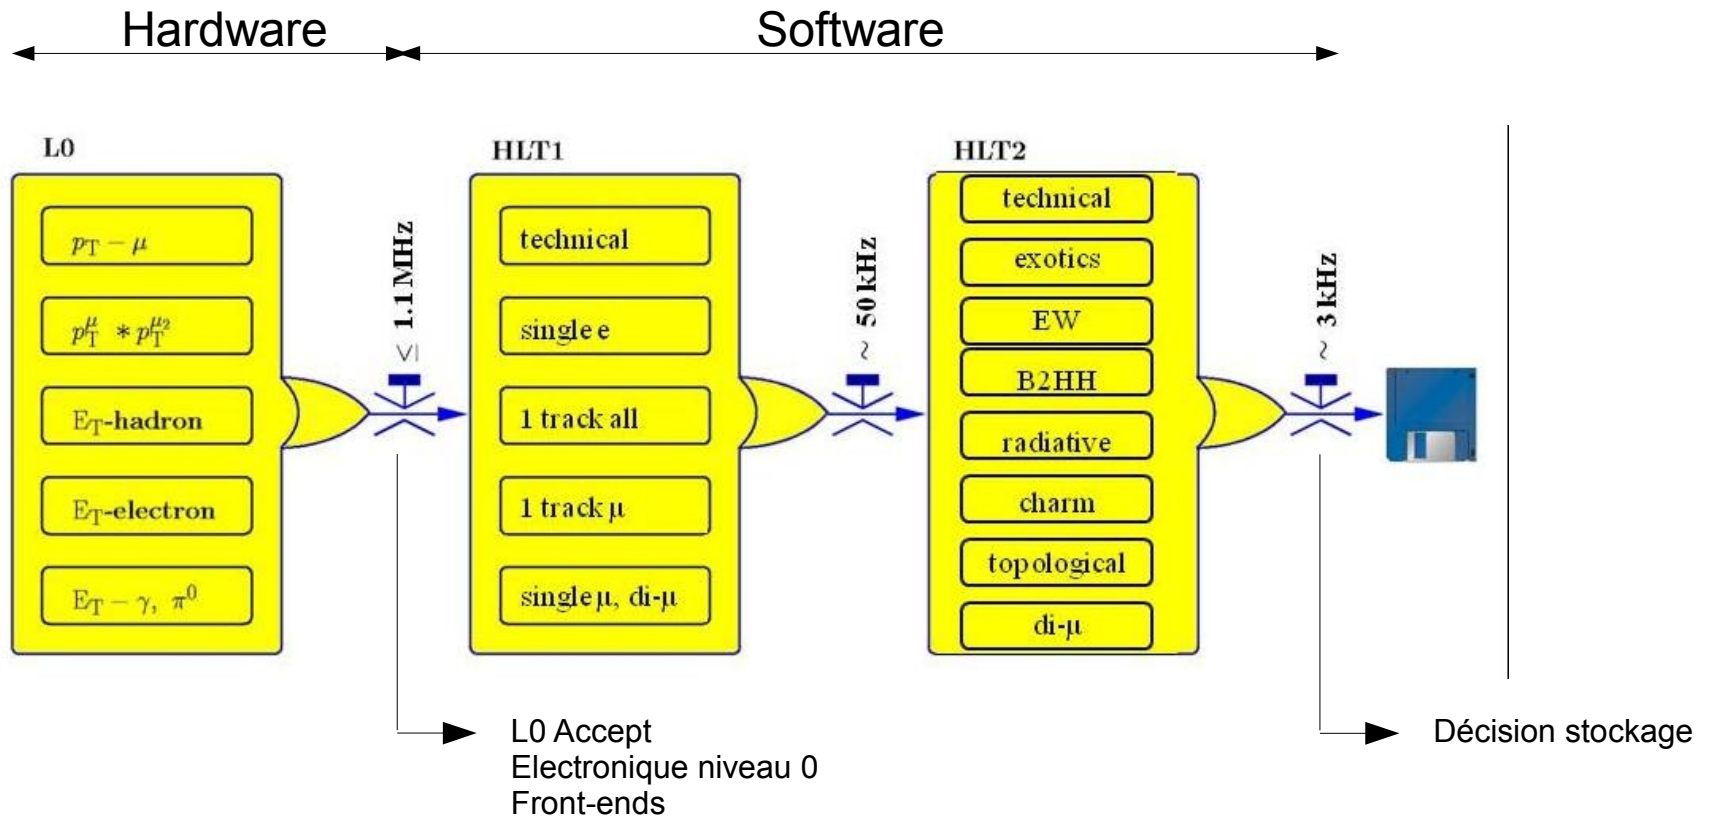 Hardware
Software
L0
p_T − μ
p_T^μ * p_T^μ2
E_T-hadron
E_T-electron
E_T − γ, π^0
≤ 1.1 MHz
HLT1
technical
single e
1 track all
1 track μ
single μ, di-μ
~ 50 kHz
HLT2
technical
exotics
EW
B2HH
radiative
charm
topological
di-μ
~ 3 kHz
L0 Accept
Electronique niveau 0
Front-ends
Décision stockage